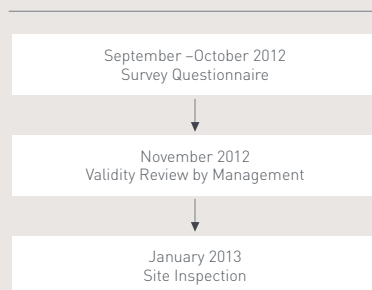 September –October 2012
Survey Questionnaire
November 2012
Validity Review by Management
January 2013
Site Inspection